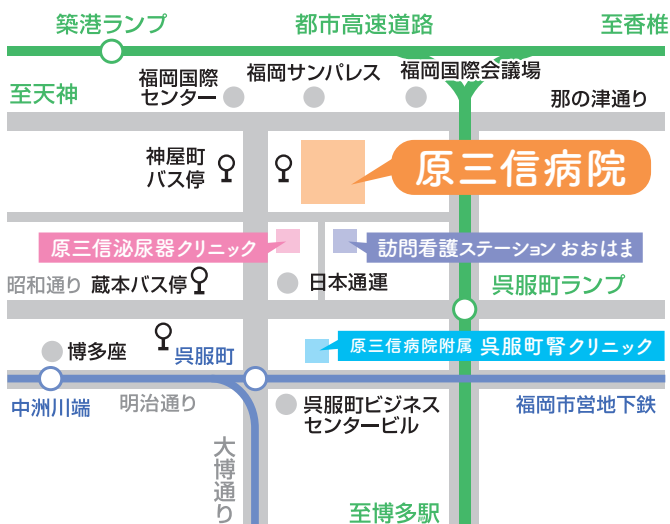 築港ランプ
都市高速道路
至香椎
至天神
福岡国際
センター
福岡サンパレス
福岡国際会議場
那の津通り
神屋町
バス停
原三信病院
原三信泌尿器クリニック
訪問看護ステーション おおはま
昭和通り
蔵本バス停
日本通運
呉服町ランプ
博多座
呉服町
原三信病院附属 呉服町腎クリニック
中洲川端
明治通り
呉服町ビジネス
センタービル
福岡市営地下鉄
大博通り
至博多駅